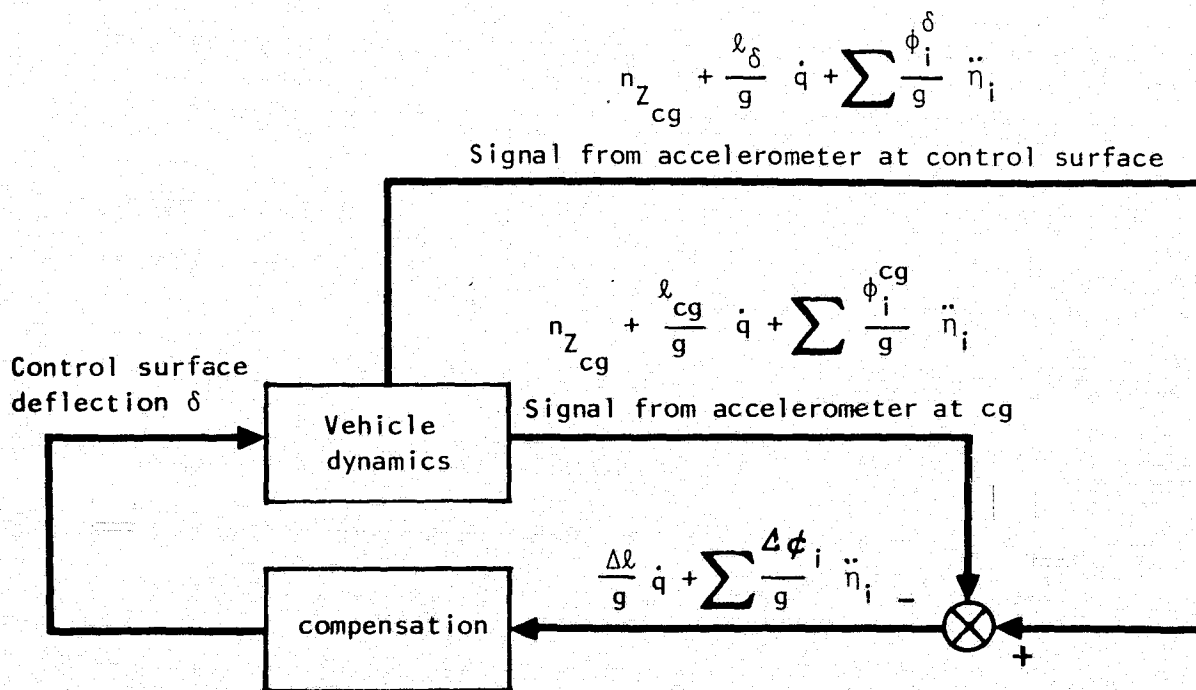 n_Z_cg + ℓ_δ/g q̇ + ∑ ϕ_i^δ/g η̈_i
Signal from accelerometer at control surface
n_Z_cg + ℓ_cg/g q̇ + ∑ ϕ_i^cg/g η̈_i
Control surface
deflection δ
Signal from accelerometer at cg
Vehicle
dynamics
Δℓ/g q̇ + ∑ Δϕ_i/g η̈_i
−
compensation
+